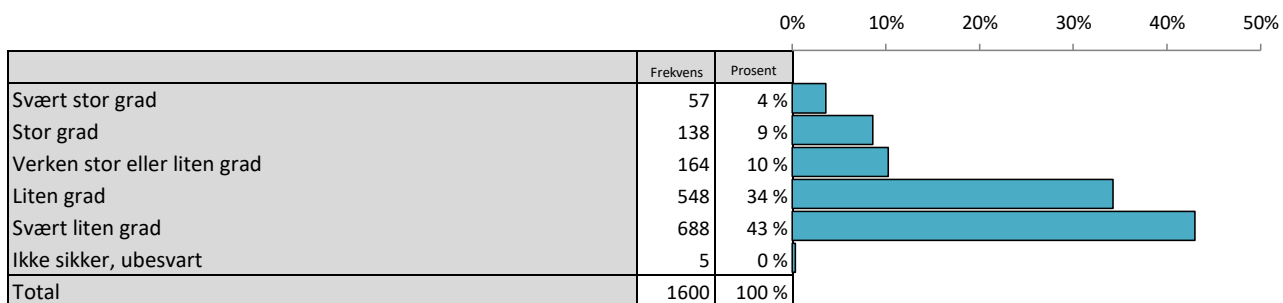 0% 10% 20% 30% 40% 50%
Frekvens Prosent
Svært stor grad 57 4 %
Stor grad 138 9 %
Verken stor eller liten grad 164 10 %
Liten grad 548 34 %
Svært liten grad 688 43 %
Ikke sikker, ubesvart 5 0 %
Total 1600 100 %